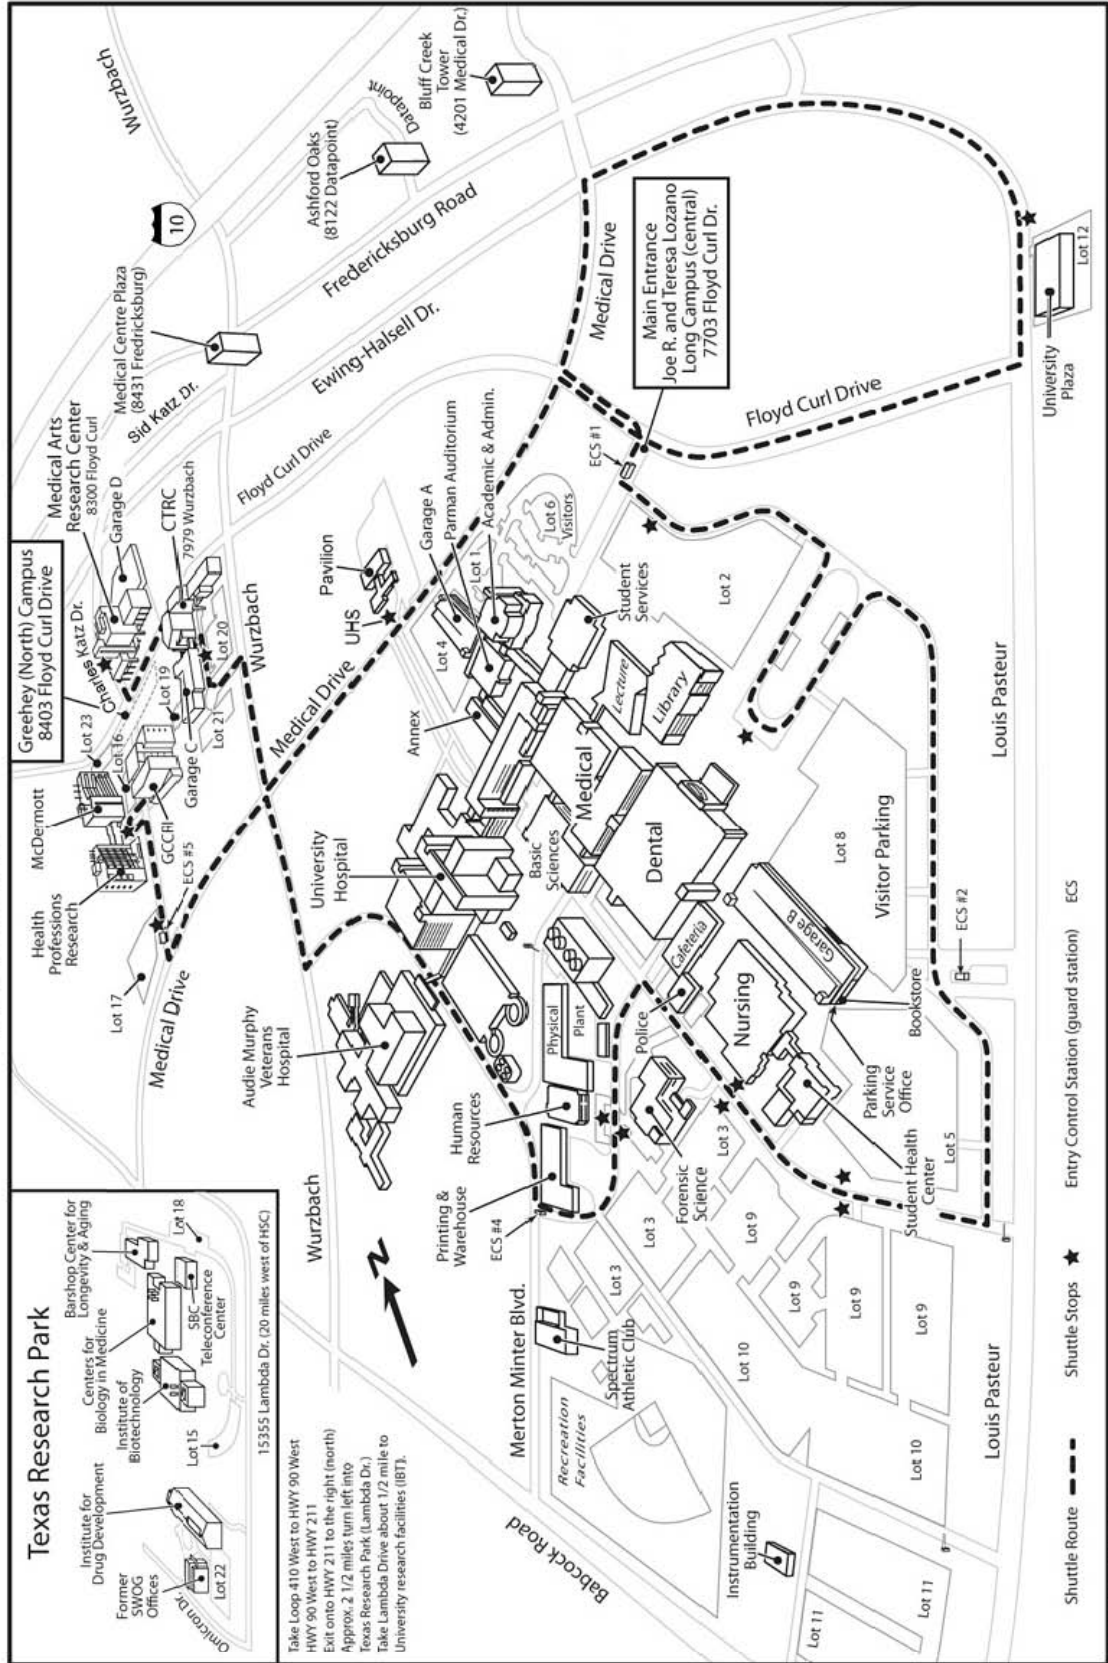 Texas Research Park
Institute for
Drug Development
Former
SWOG
Offices
Omicron Dr.
Lot 22
Centers for
Biology in Medicine
Institute of
Biotechnology
Lot 15
Barshop Center for
Longevity & Aging
SBC
Teleconference
Center
Lot 18
15355 Lambda Dr. (20 miles west of HSC)
Take Loop 410 West to HWY 90 West
HWY 90 West to HWY 211
Exit onto HWY 211 to the right (north)
Approx. 2 1/2 miles turn left into
Texas Research Park (Lambda Dr.)
Take Lambda Drive about 1/2 mile to
University research facilities (IBT).
Lot 17
Medical Drive
Health
Professions
Research
McDermott
Greehey (North) Campus
8403 Floyd Curl Drive
Lot 23
Lot 16
GCCRI
ECS #5
Charles Katz Dr.
Lot 19
Garage C
Lot 21
Lot 20
Medical Arts
Research Center
8300 Floyd Curl
Garage D
CTRC
7979 Wurzbach
Wurzbach
Sid Katz Dr.
Medical Centre Plaza
(8431 Fredricksburg)
10
Wurzbach
Floyd Curl Drive
Ewing-Halsell Dr.
Fredericksburg Road
Ashford Oaks
(8122 Datapoint)
Datapoint
Bluff Creek
Tower
(4201 Medical Dr.)
Wurzbach
N
Audie Murphy
Veterans
Hospital
University
Hospital
Medical Drive
UHS
Pavilion
Annex
Lot 4
Garage A
Parman Auditorium
Lot 1
Academic & Admin.
Lot 6
Visitors
Medical Drive
ECS #1
Main Entrance
Joe R. and Teresa Lozano
Long Campus (central)
7703 Floyd Curl Dr.
Floyd Curl Drive
Merton Minter Blvd.
Printing &
Warehouse
ECS #4
Human
Resources
Physical
Plant
Basic
Sciences
Medical
Dental
Lecture
Library
Student
Services
Lot 2
Police
Cafeteria
Nursing
Garage B
Forensic
Science
Lot 3
Lot 3
Lot 3
Spectrum
Athletic Club
Recreation
Facilities
Babcock Road
Lot 9
Lot 9
Lot 9
Lot 9
Lot 10
Lot 10
Instrumentation
Building
Lot 11
Lot 11
Student Health
Center
Lot 5
Parking
Service
Office
Bookstore
Visitor Parking
Lot 8
ECS #2
Louis Pasteur
Louis Pasteur
University
Plaza
Lot 12
Shuttle Route
Shuttle Stops
Entry Control Station (guard station)
ECS